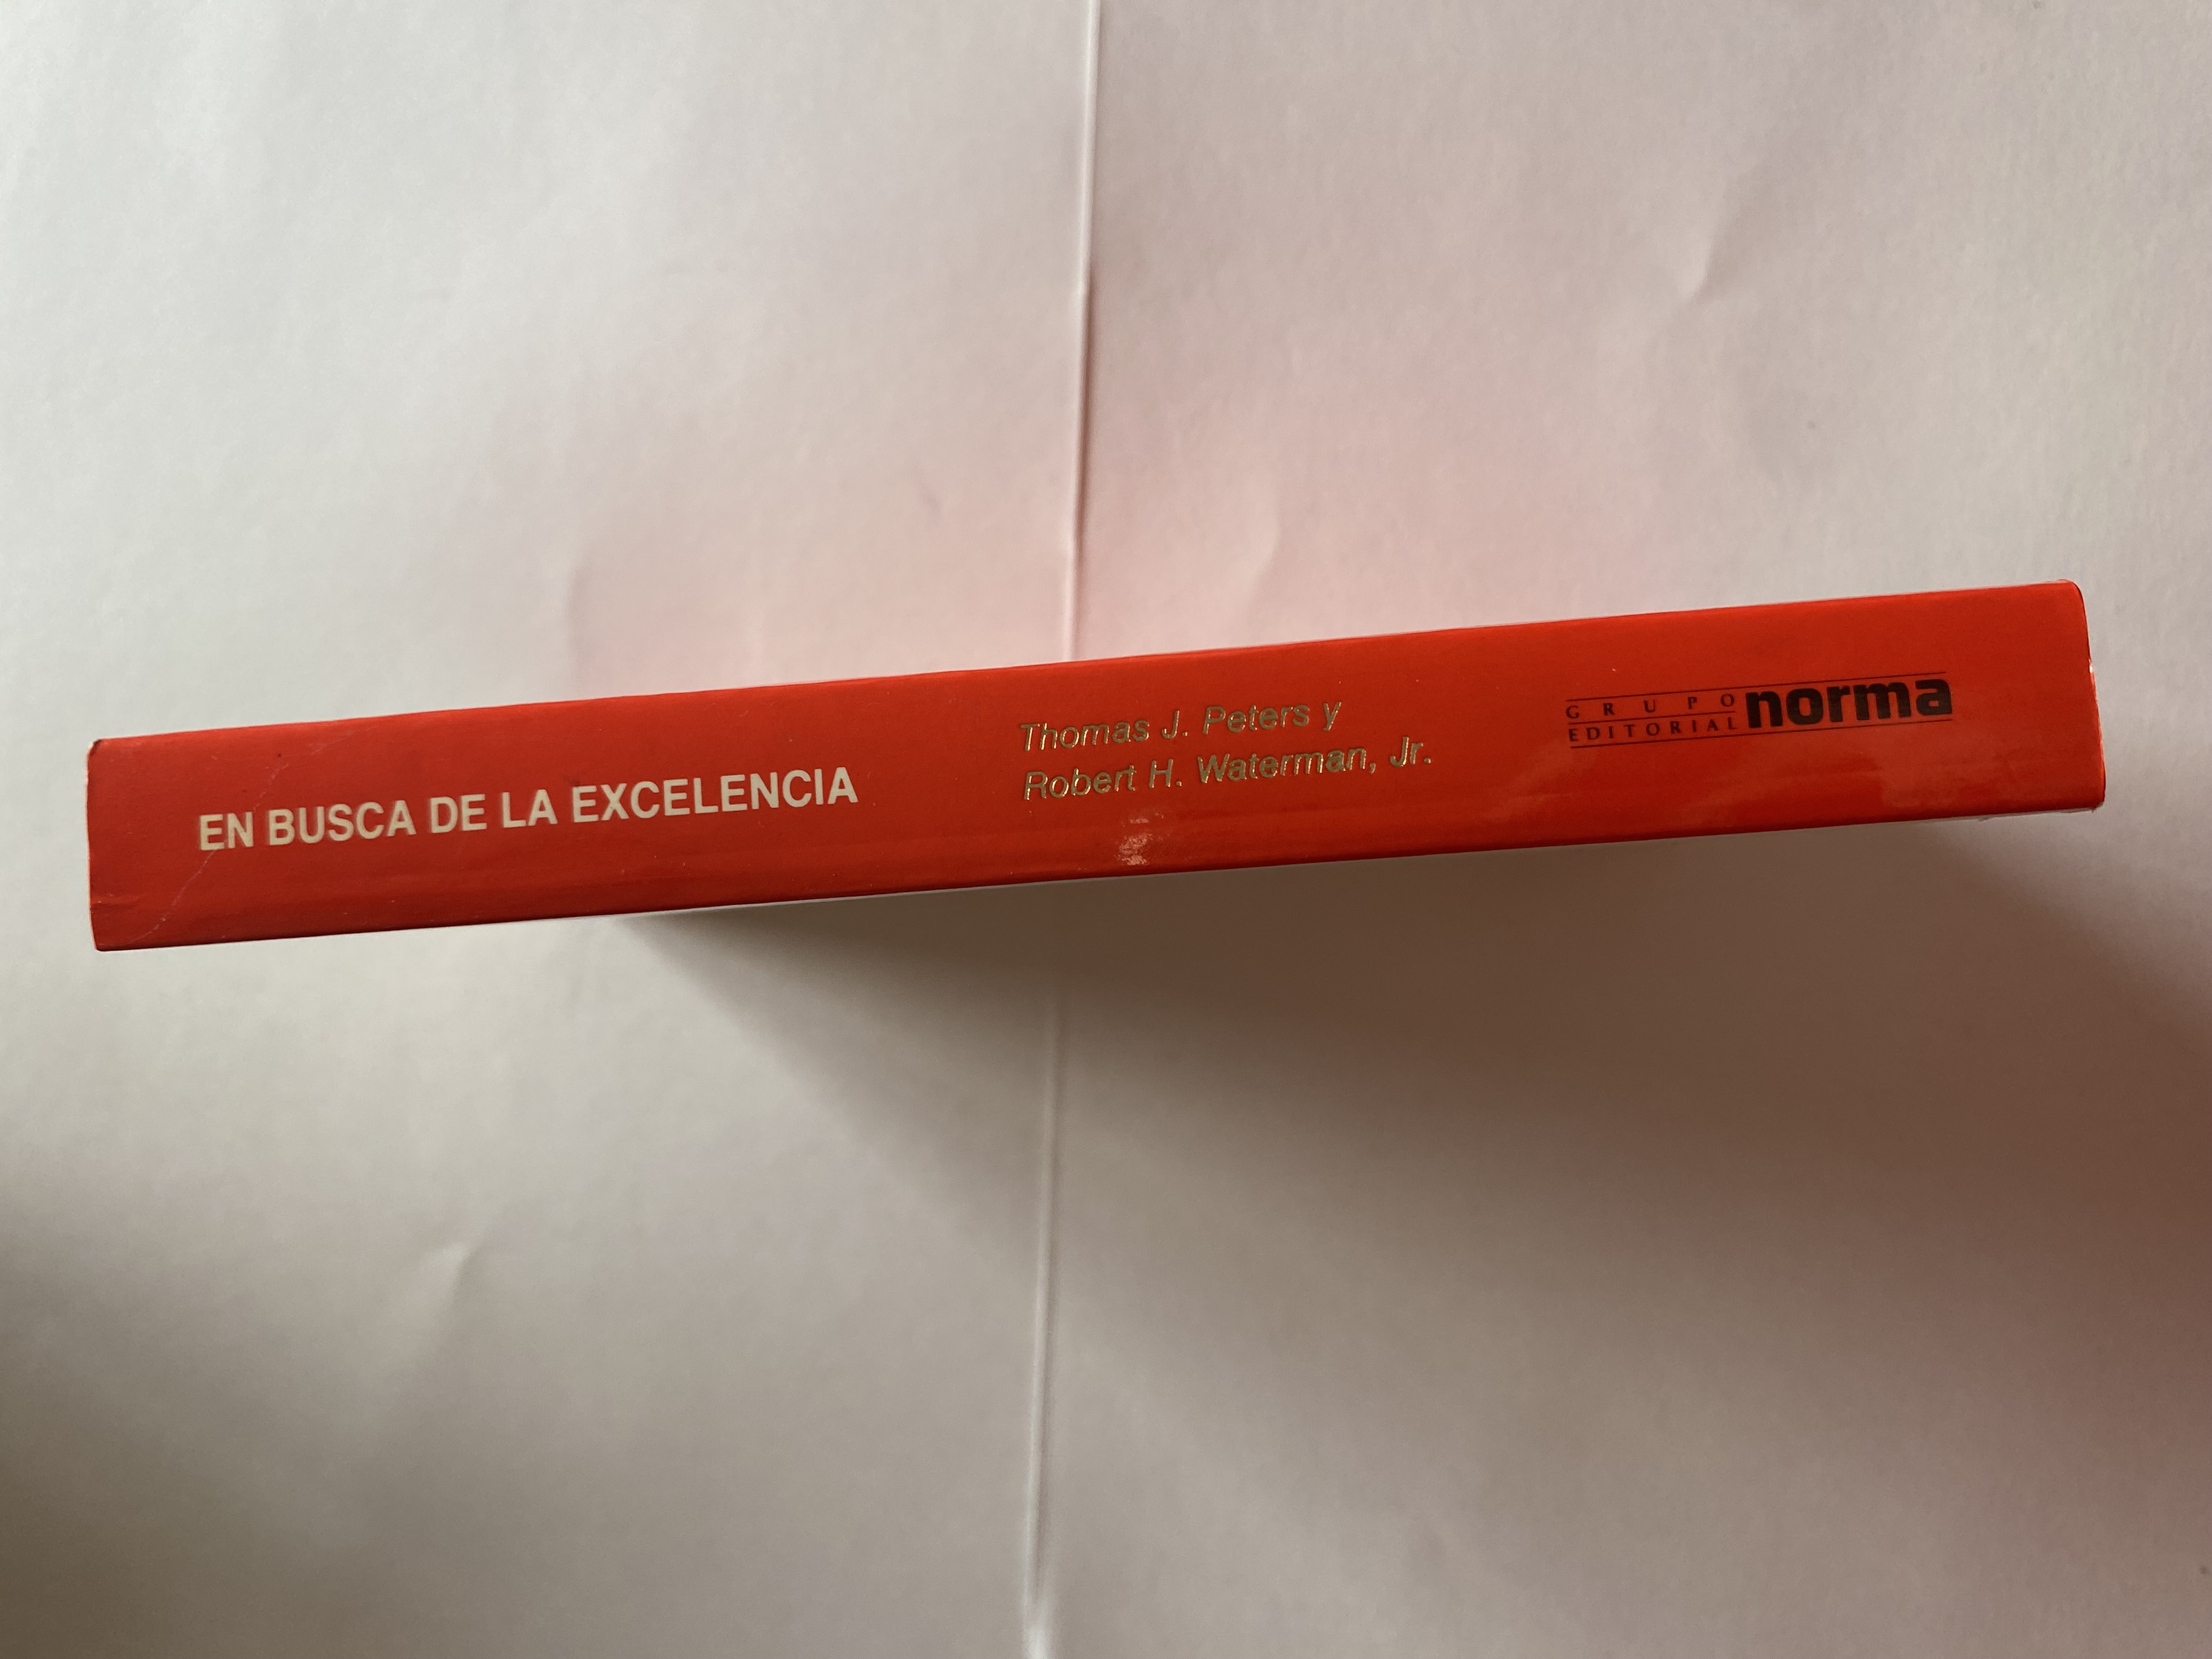 EN BUSCA DE LA EXCELENCIA
Thomas J. Peters y
Robert H. Waterman, Jr.
GRUPO
EDITORIAL
norma